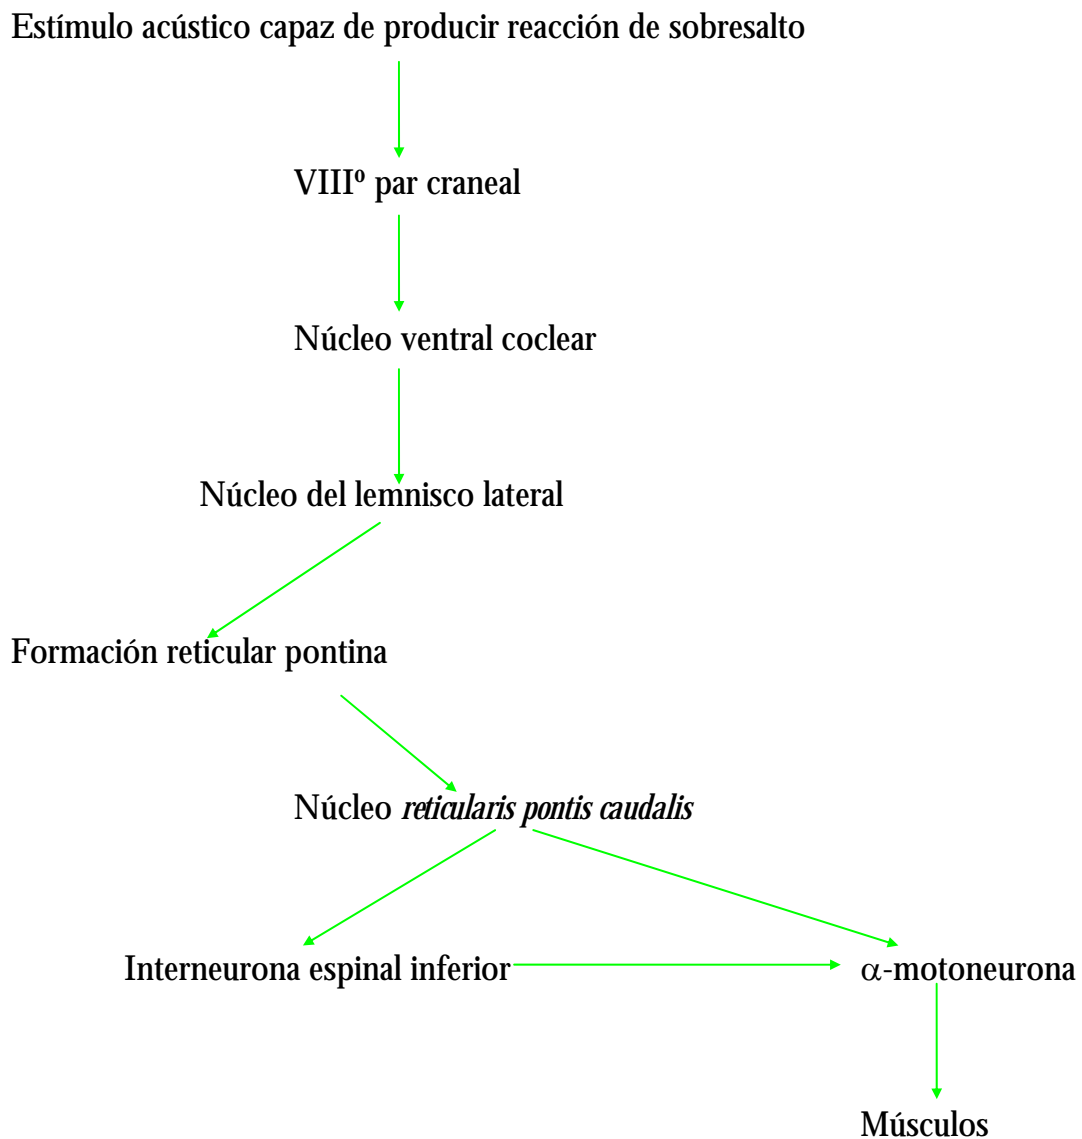 Estímulo acústico capaz de producir reacción de sobresalto
VIIIº par craneal
Núcleo ventral coclear
Núcleo del lemnisco lateral
Formación reticular pontina
Núcleo reticularis pontis caudalis
Interneurona espinal inferior
α-motoneurona
Músculos